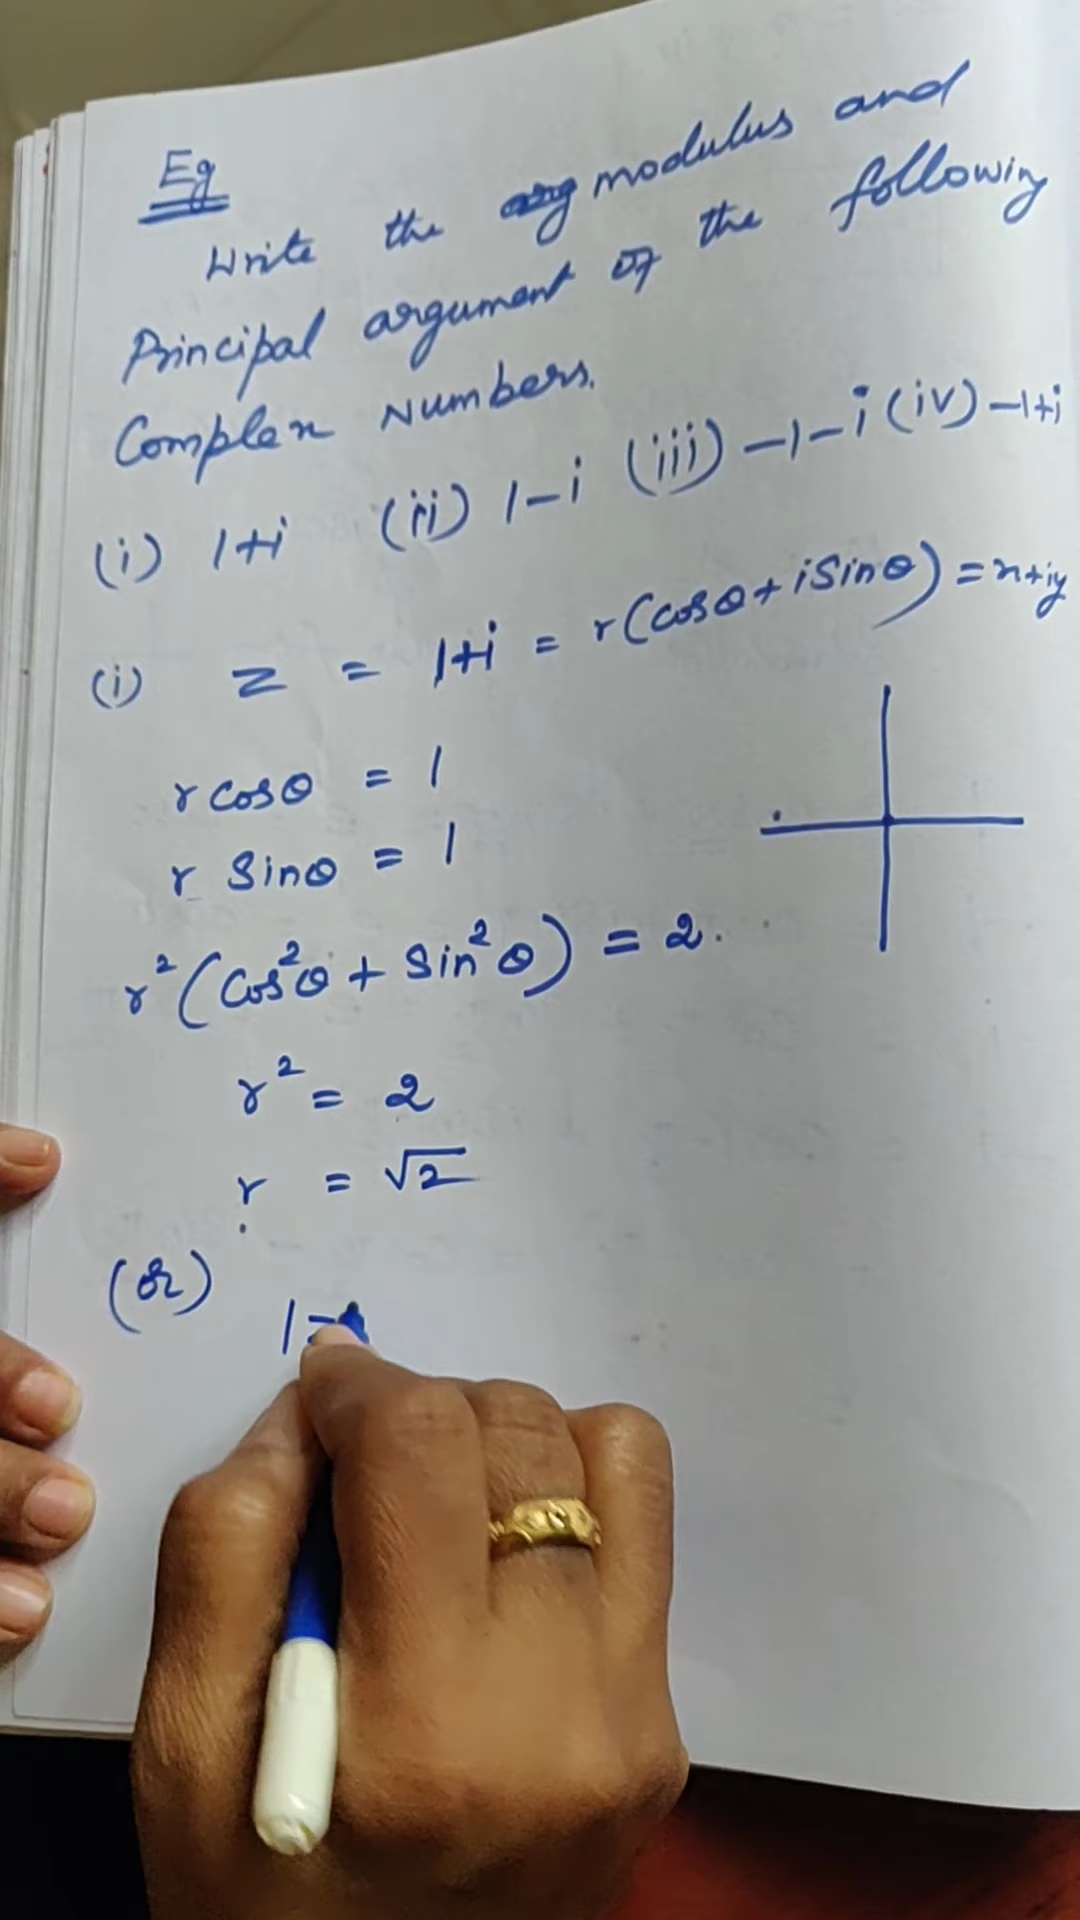 Eg
Write the modulus and
Principal argument of the following
Complex Numbers.
(i) 1+i (ii) 1-i (iii) -1-i (iv) -1+i
(i) z = 1+i = r(cosθ+isinθ) = x+iy
r cosθ = 1
r sinθ = 1
r²(cos²θ + sin²θ) = 2.
r² = 2
r = √2
(or)